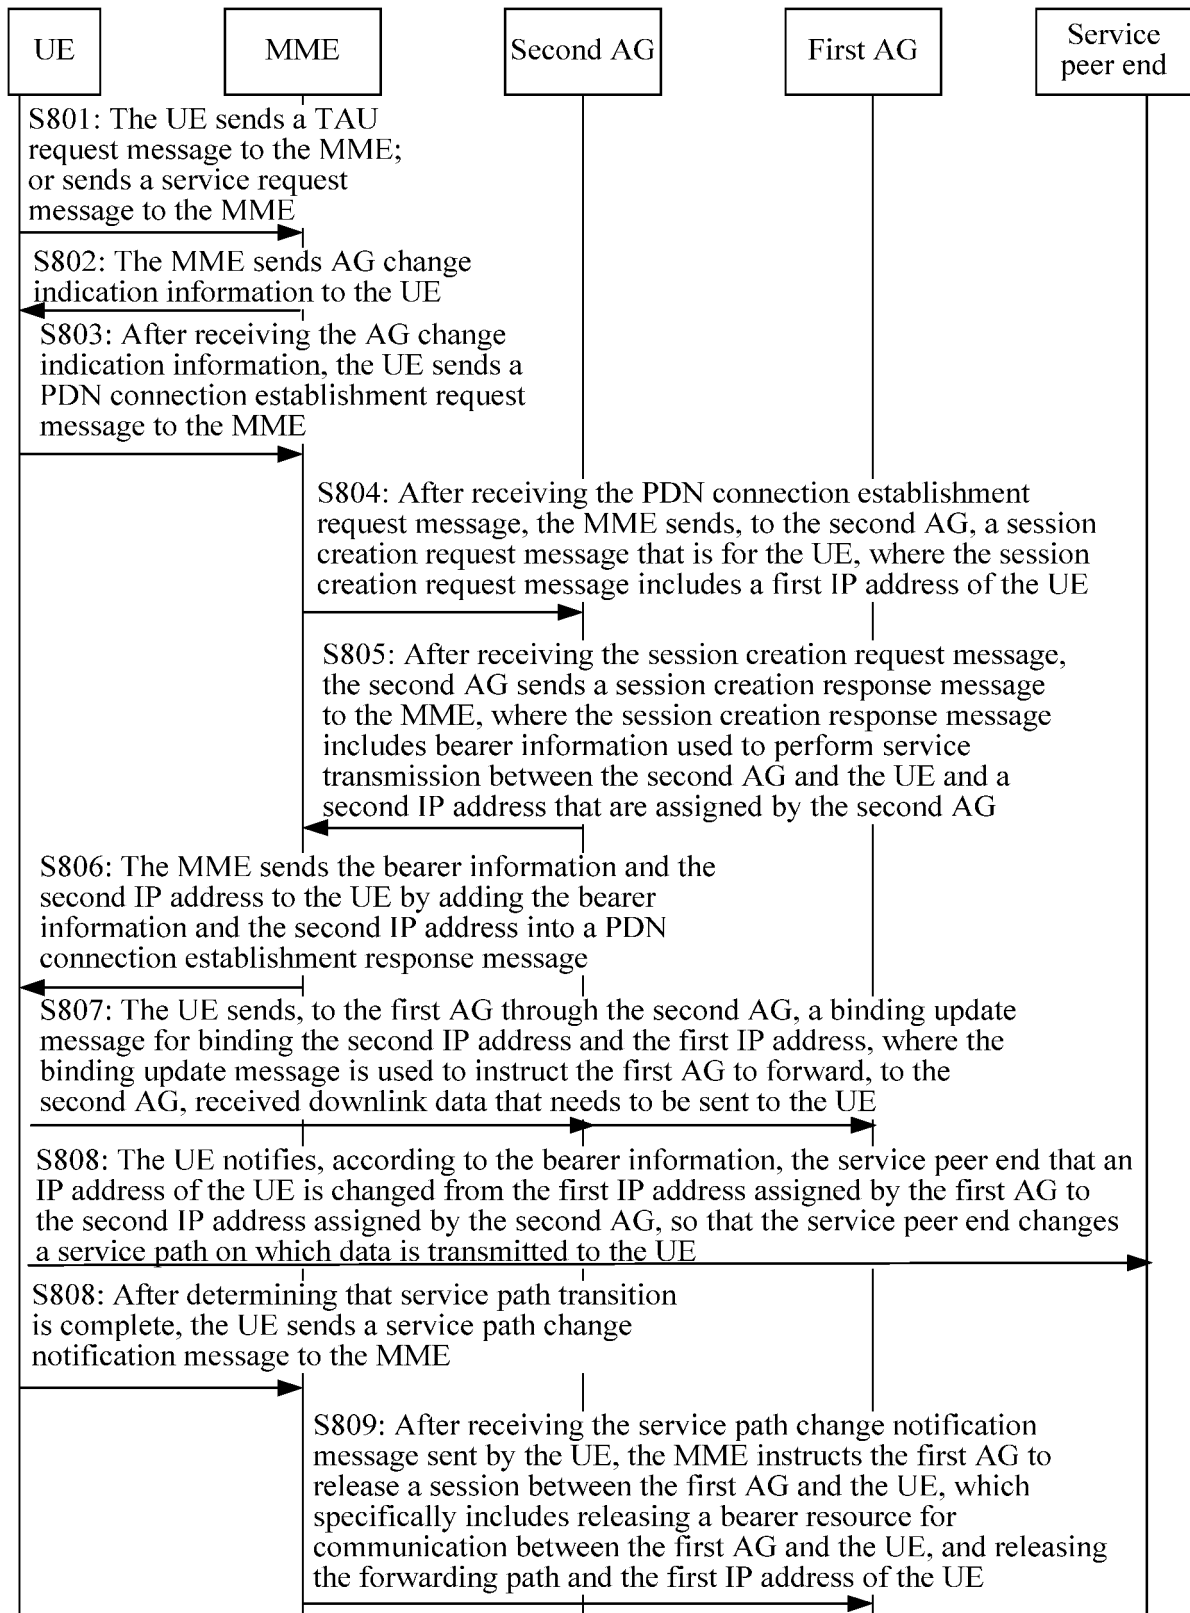 UE
MME
Second AG
First AG
Service
peer end
S801: The UE sends a TAU
request message to the MME;
or sends a service request
message to the MME
S802: The MME sends AG change
indication information to the UE
S803: After receiving the AG change
indication information, the UE sends a
PDN connection establishment request
message to the MME
S804: After receiving the PDN connection establishment
request message, the MME sends, to the second AG, a session
creation request message that is for the UE, where the session
creation request message includes a first IP address of the UE
S805: After receiving the session creation request message,
the second AG sends a session creation response message
to the MME, where the session creation response message
includes bearer information used to perform service
transmission between the second AG and the UE and a
second IP address that are assigned by the second AG
S806: The MME sends the bearer information and the
second IP address to the UE by adding the bearer
information and the second IP address into a PDN
connection establishment response message
S807: The UE sends, to the first AG through the second AG, a binding update
message for binding the second IP address and the first IP address, where the
binding update message is used to instruct the first AG to forward, to the
second AG, received downlink data that needs to be sent to the UE
S808: The UE notifies, according to the bearer information, the service peer end that an
IP address of the UE is changed from the first IP address assigned by the first AG to
the second IP address assigned by the second AG, so that the service peer end changes
a service path on which data is transmitted to the UE
S808: After determining that service path transition
is complete, the UE sends a service path change
notification message to the MME
S809: After receiving the service path change notification
message sent by the UE, the MME instructs the first AG to
release a session between the first AG and the UE, which
specifically includes releasing a bearer resource for
communication between the first AG and the UE, and releasing
the forwarding path and the first IP address of the UE